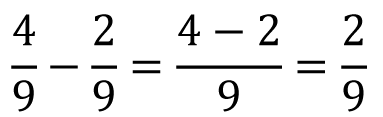 4/9 − 2/9 = (4 − 2)/9 = 2/9